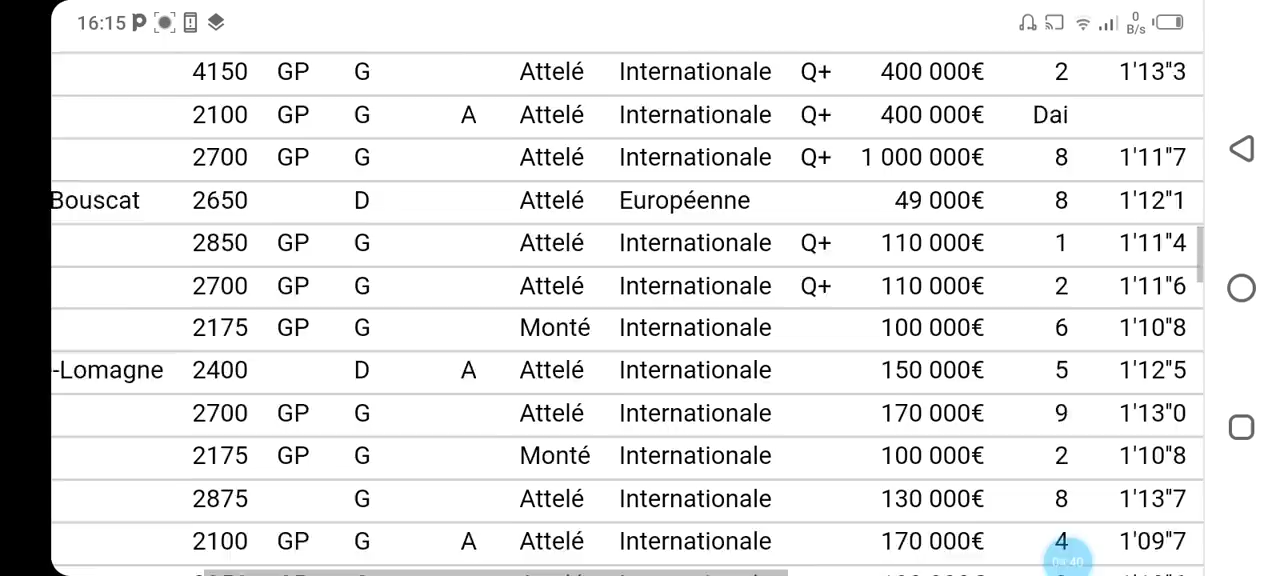 16:15 0 B/s
4150 GP G Attelé Internationale Q+ 400 000€ 2 1'13"3
2100 GP G A Attelé Internationale Q+ 400 000€ Dai
2700 GP G Attelé Internationale Q+ 1 000 000€ 8 1'11"7
Bouscat 2650 D Attelé Européenne 49 000€ 8 1'12"1
2850 GP G Attelé Internationale Q+ 110 000€ 1 1'11"4
2700 GP G Attelé Internationale Q+ 110 000€ 2 1'11"6
2175 GP G Monté Internationale 100 000€ 6 1'10"8
-Lomagne 2400 D A Attelé Internationale 150 000€ 5 1'12"5
2700 GP G Attelé Internationale 170 000€ 9 1'13"0
2175 GP G Monté Internationale 100 000€ 2 1'10"8
2875 G Attelé Internationale 130 000€ 8 1'13"7
2100 GP G A Attelé Internationale 170 000€ 4 1'09"7